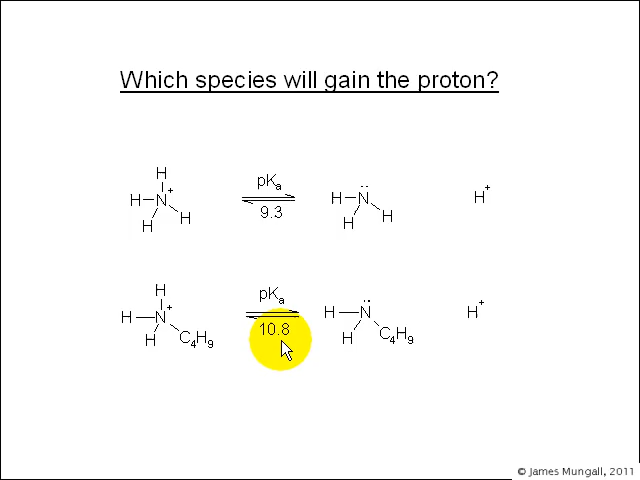 Which species will gain the proton?
H
H N+ H H
pKa
9.3
H N H H
H+
H
H N+ H C4H9
pKa
10.8
H N H C4H9
H+
© James Mungall, 2011